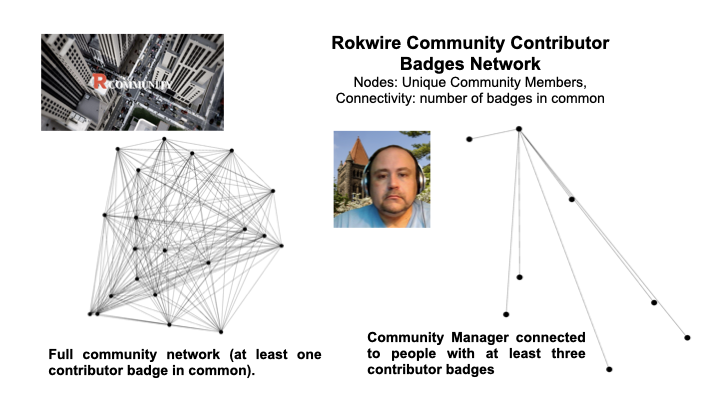 Rokwire Community Contributor
Badges Network
Nodes: Unique Community Members,
Connectivity: number of badges in common
R COMMUNITY
Full community network (at least one
contributor badge in common).
Community Manager connected
to people with at least three
contributor badges